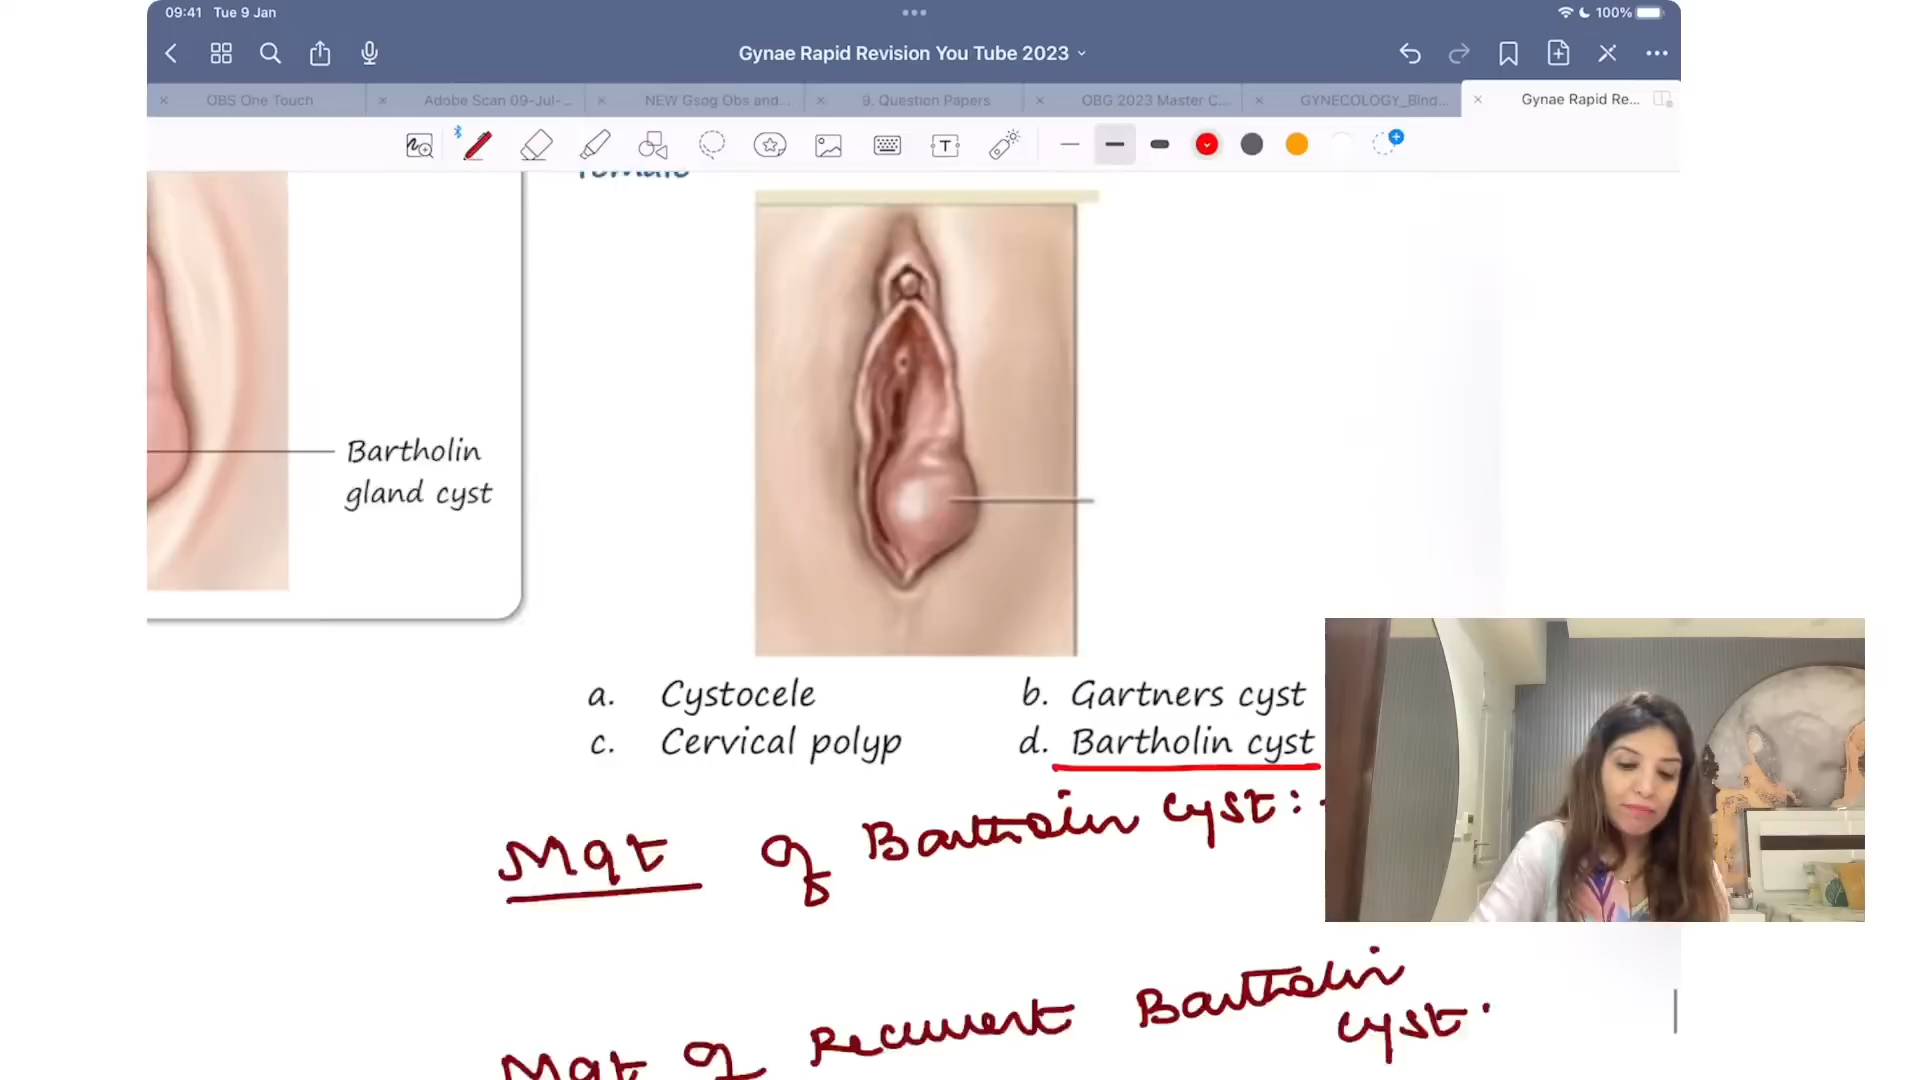 09:41 Tue 9 Jan
100%
Gynae Rapid Revision You Tube 2023
OBS One Touch
Adobe Scan 09-Jul-...
NEW Gsog Obs and...
9. Question Papers
OBG 2023 Master C...
GYNECOLOGY_Blnd...
Gynae Rapid Re...
T
female
Bartholin
gland cyst
a. Cystocele
b. Gartners cyst
c. Cervical polyp
d. Bartholin cyst
Mgt of Bartholin cyst:-
Mgt of Recurrent Bartholin
cyst.